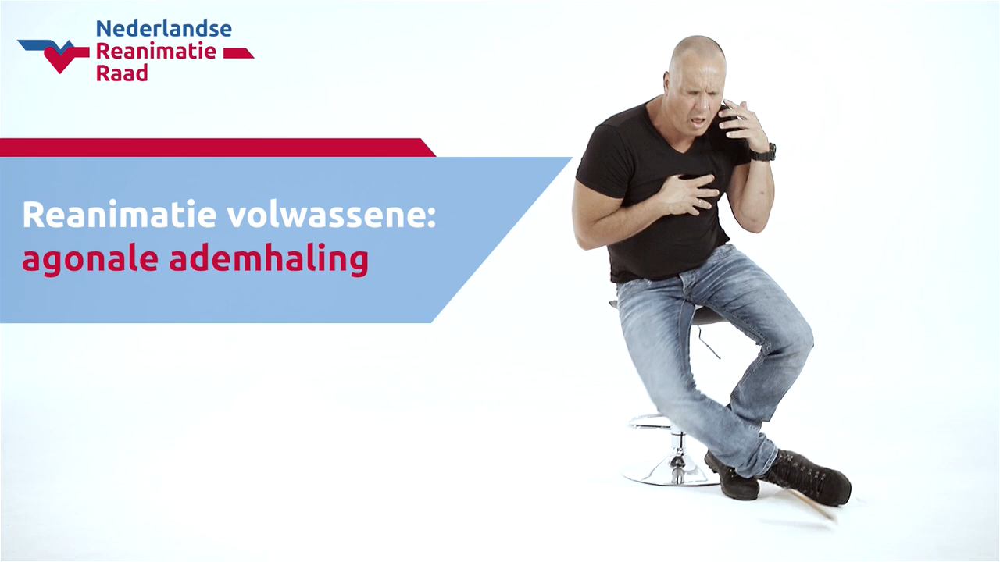 Nederlandse
Reanimatie
Raad
Reanimatie volwassene:
agonale ademhaling